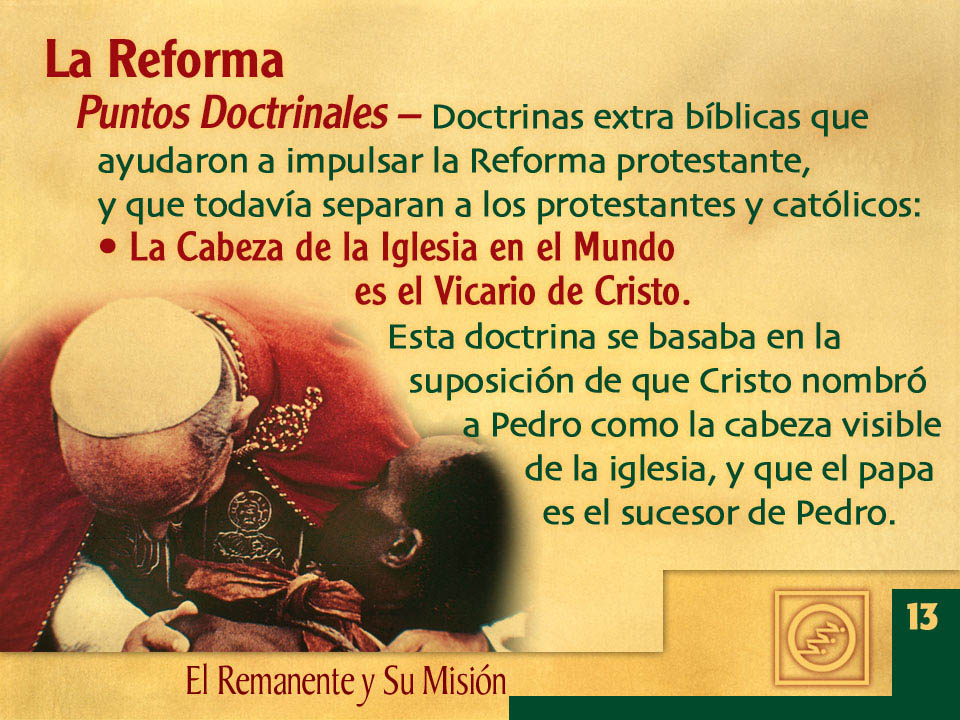 La Reforma
Puntos Doctrinales – Doctrinas extra bíblicas que
ayudaron a impulsar la Reforma protestante,
y que todavía separan a los protestantes y católicos:
• La Cabeza de la Iglesia en el Mundo
es el Vicario de Cristo.
Esta doctrina se basaba en la
suposición de que Cristo nombró
a Pedro como la cabeza visible
de la iglesia, y que el papa
es el sucesor de Pedro.
13
El Remanente y Su Misión